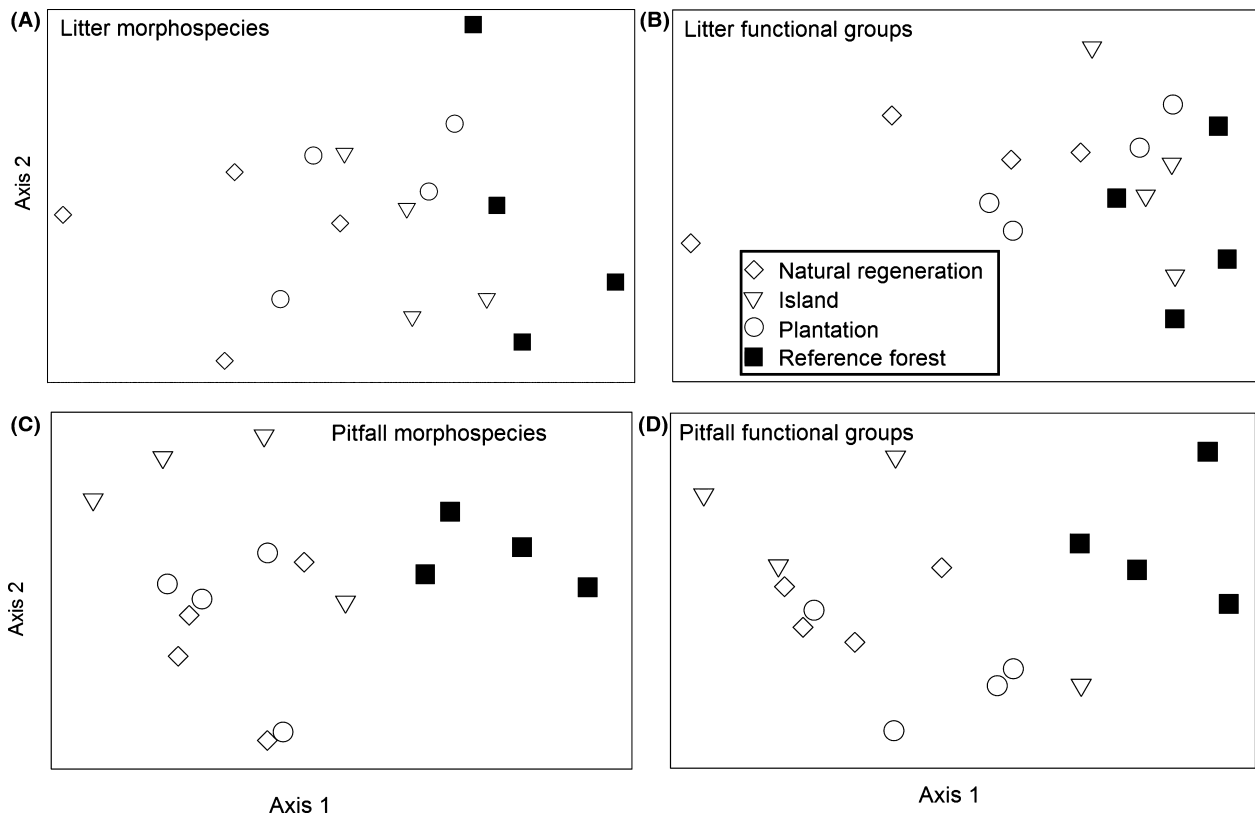 (A)
Litter morphospecies
(B)
Litter functional groups
Axis 2
Natural regeneration
Island
Plantation
Reference forest
(C)
Pitfall morphospecies
(D)
Pitfall functional groups
Axis 2
Axis 1
Axis 1